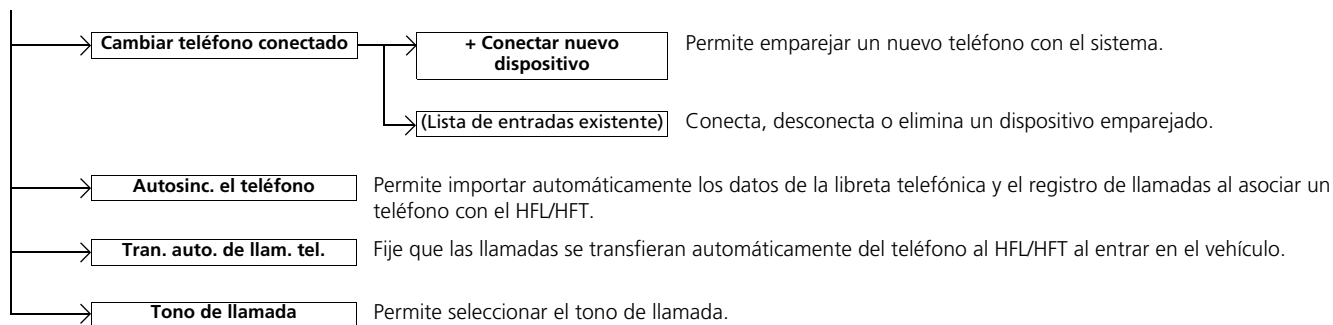 Cambiar teléfono conectado
+ Conectar nuevo
dispositivo
Permite emparejar un nuevo teléfono con el sistema.
(Lista de entradas existente)
Conecta, desconecta o elimina un dispositivo emparejado.
Autosinc. el teléfono
Permite importar automáticamente los datos de la libreta telefónica y el registro de llamadas al asociar un
teléfono con el HFL/HFT.
Tran. auto. de llam. tel.
Fije que las llamadas se transfieran automáticamente del teléfono al HFL/HFT al entrar en el vehículo.
Tono de llamada
Permite seleccionar el tono de llamada.